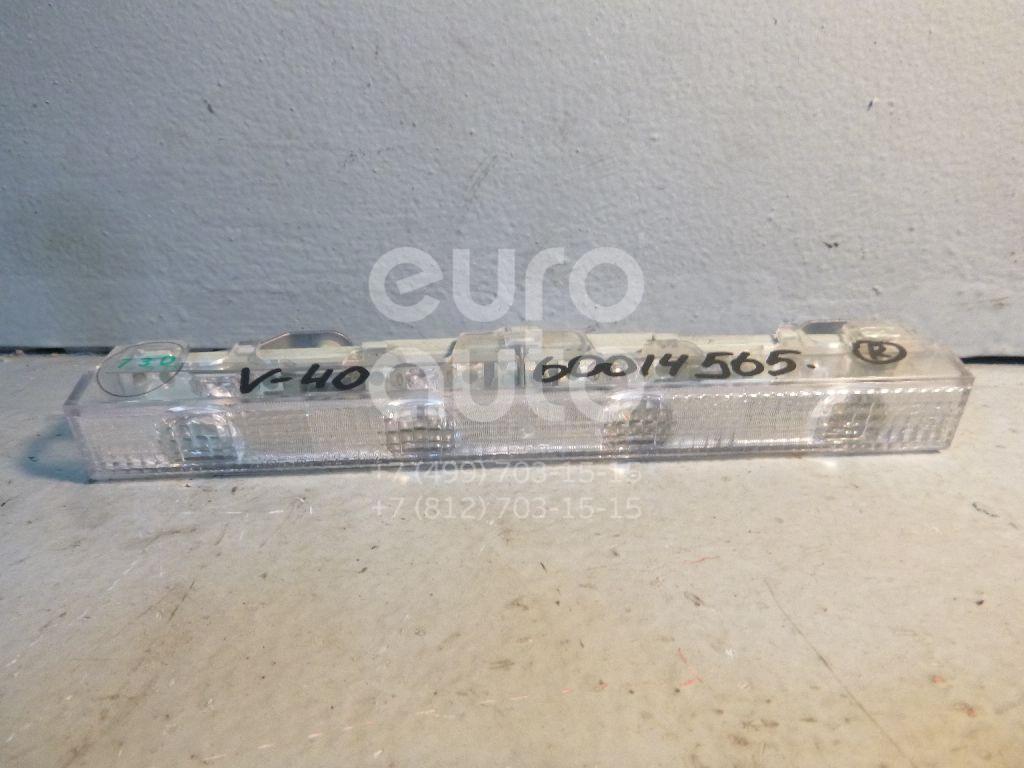 euro
auto
+7 (499) 703-15-15
+7 (812) 703-15-15
V-40 60014565.
R